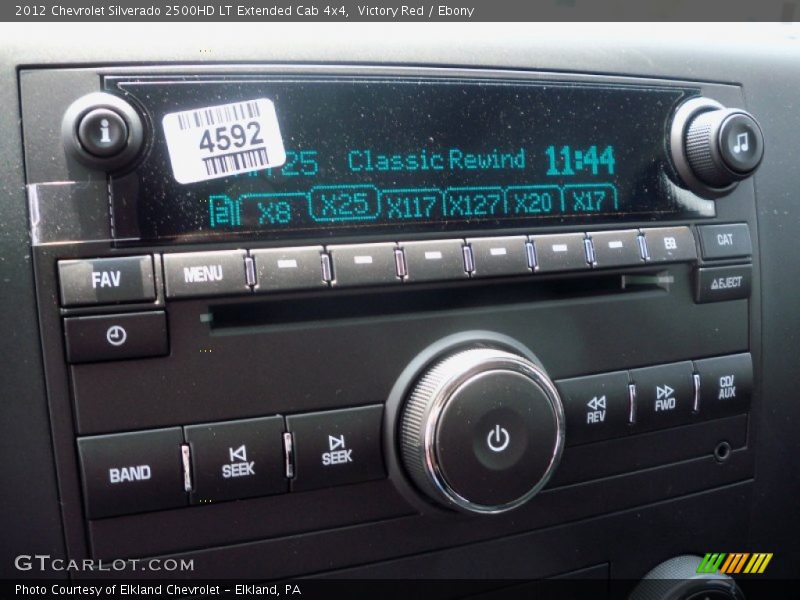 2012 Chevrolet Silverado 2500HD LT Extended Cab 4x4,  Victory Red / Ebony
4592
25 Classic Rewind 11:44
2 X8 X25 X117 X127 X20 X17
FAV MENU CAT
EJECT
REV FWD CD/
AUX
BAND SEEK SEEK
GTCARLOT.COM
Photo Courtesy of Elkland Chevrolet - Elkland, PA